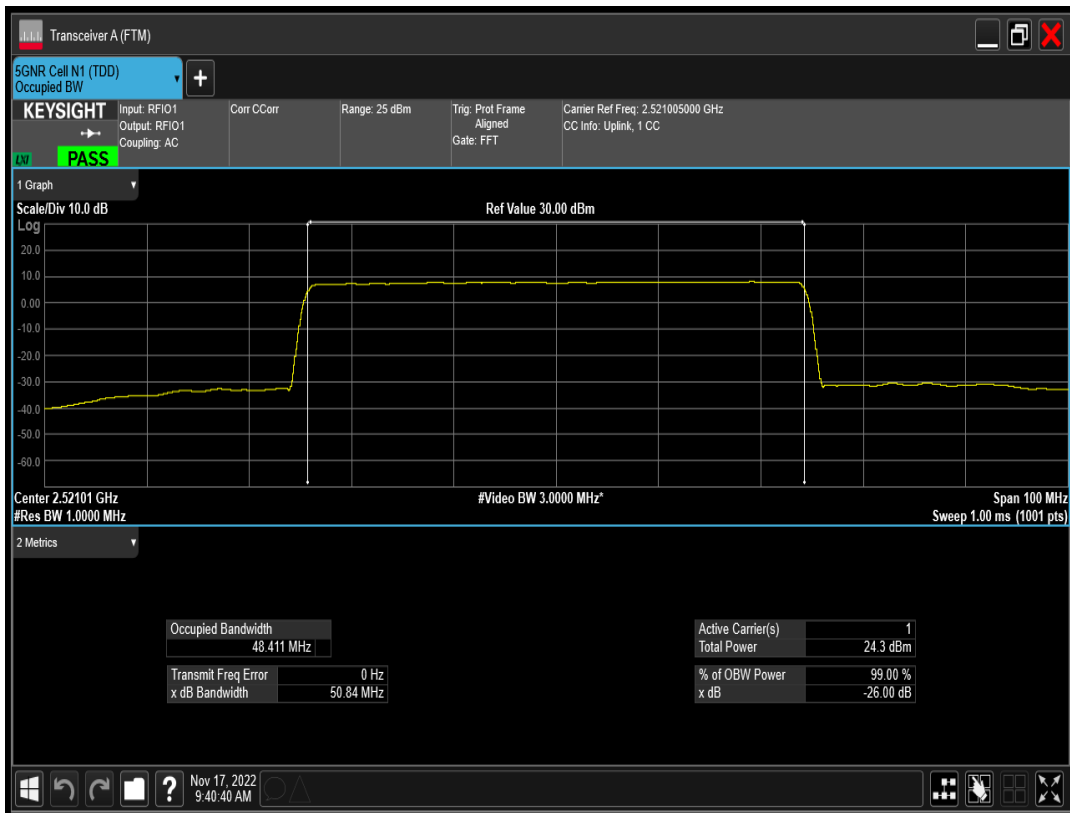 Transceiver A (FTM)
5GNR Cell N1 (TDD)
Occupied BW
+
KEYSIGHT
LXI
PASS
Input: RFIO1
Output: RFIO1
Coupling: AC
Corr CCorr
Range: 25 dBm
Trig: Prot Frame
Aligned
Gate: FFT
Carrier Ref Freq: 2.521005000 GHz
CC Info: Uplink, 1 CC
1 Graph
Scale/Div 10.0 dB
Ref Value 30.00 dBm
Log
20.0
10.0
0.00
-10.0
-20.0
-30.0
-40.0
-50.0
-60.0
Center 2.52101 GHz
#Video BW 3.0000 MHz*
Span 100 MHz
#Res BW 1.0000 MHz
Sweep 1.00 ms (1001 pts)
2 Metrics
Occupied Bandwidth
48.411 MHz
Transmit Freq Error 0 Hz
x dB Bandwidth 50.84 MHz
Active Carrier(s) 1
Total Power 24.3 dBm
% of OBW Power 99.00 %
x dB -26.00 dB
?
Nov 17, 2022
9:40:40 AM